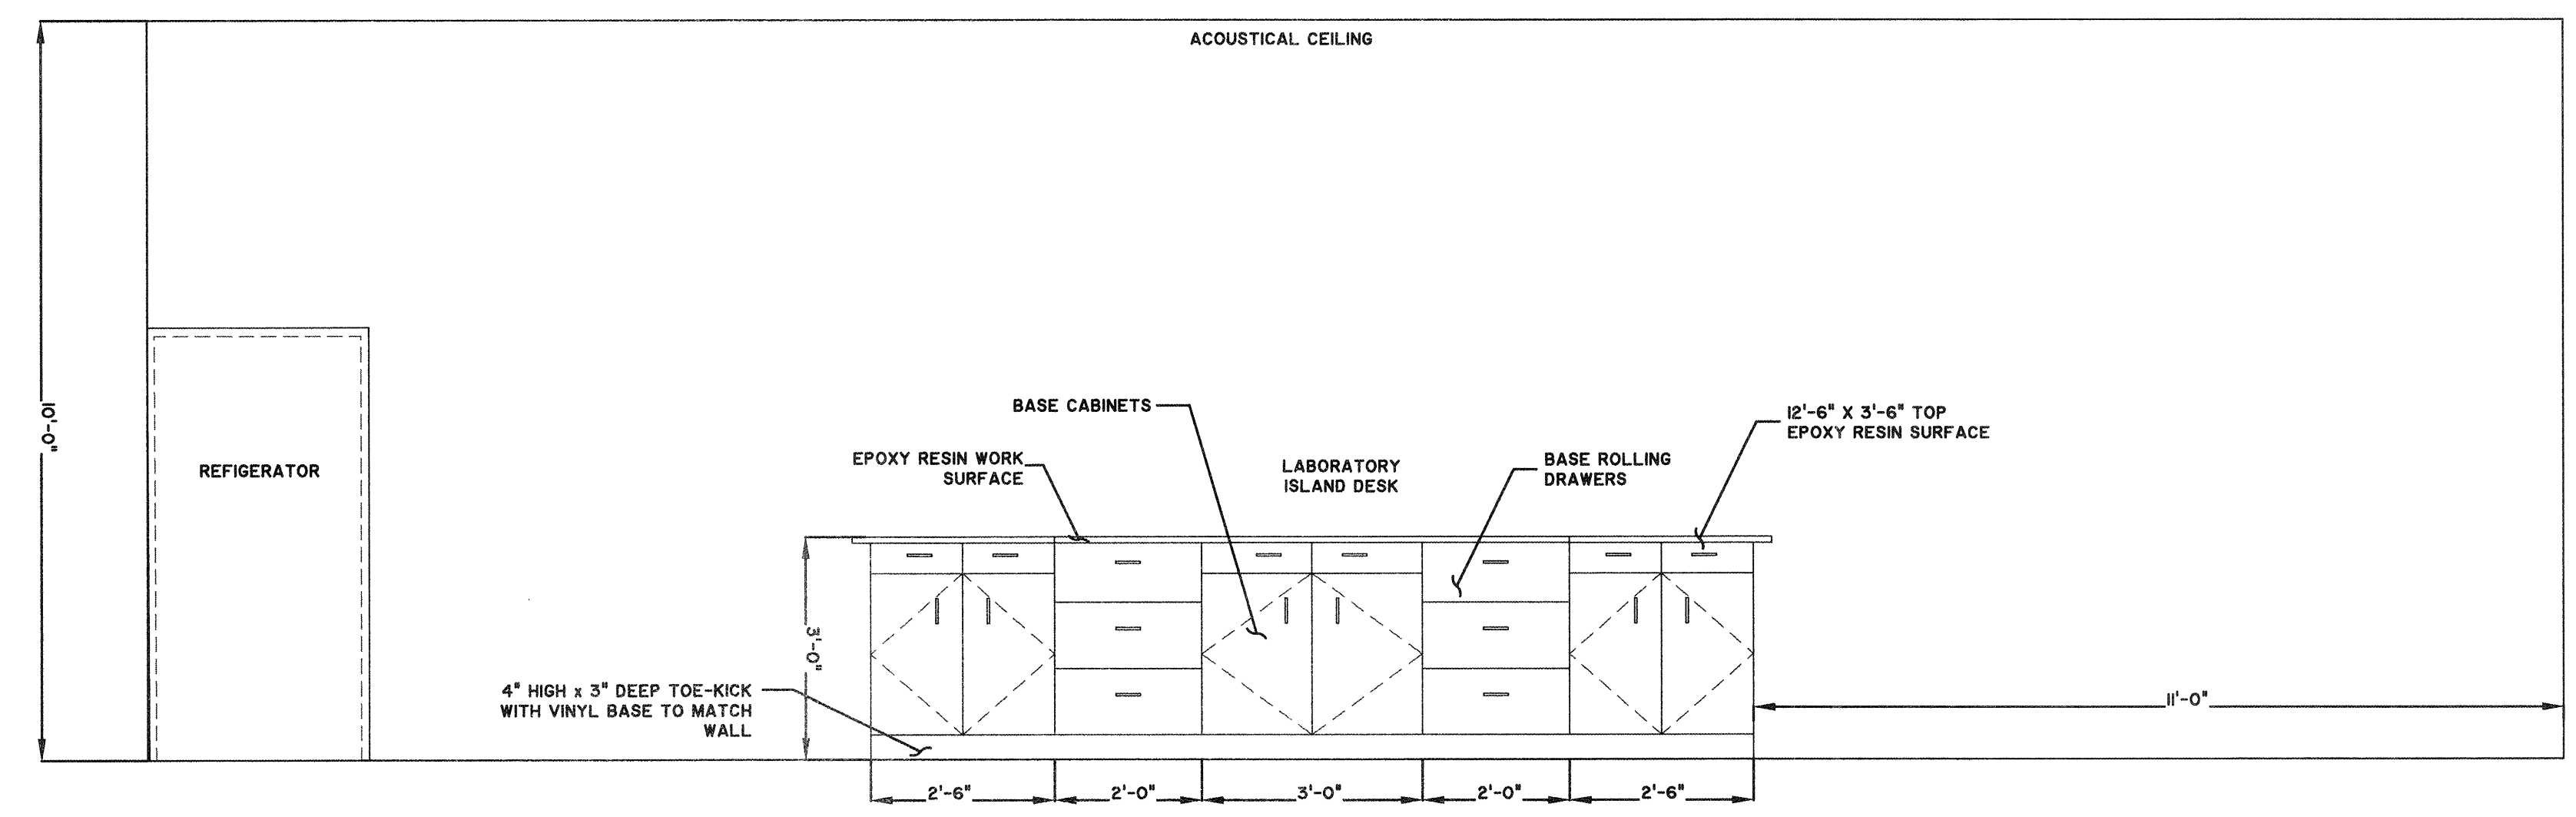 ACOUSTICAL CEILING
10'-0"
REFIGERATOR
BASE CABINETS
12'-6" X 3'-6" TOP
EPOXY RESIN SURFACE
EPOXY RESIN WORK
SURFACE
LABORATORY
ISLAND DESK
BASE ROLLING
DRAWERS
3'-0"
4" HIGH x 3" DEEP TOE-KICK
WITH VINYL BASE TO MATCH
WALL
11'-0"
2'-6"
2'-0"
3'-0"
2'-0"
2'-6"